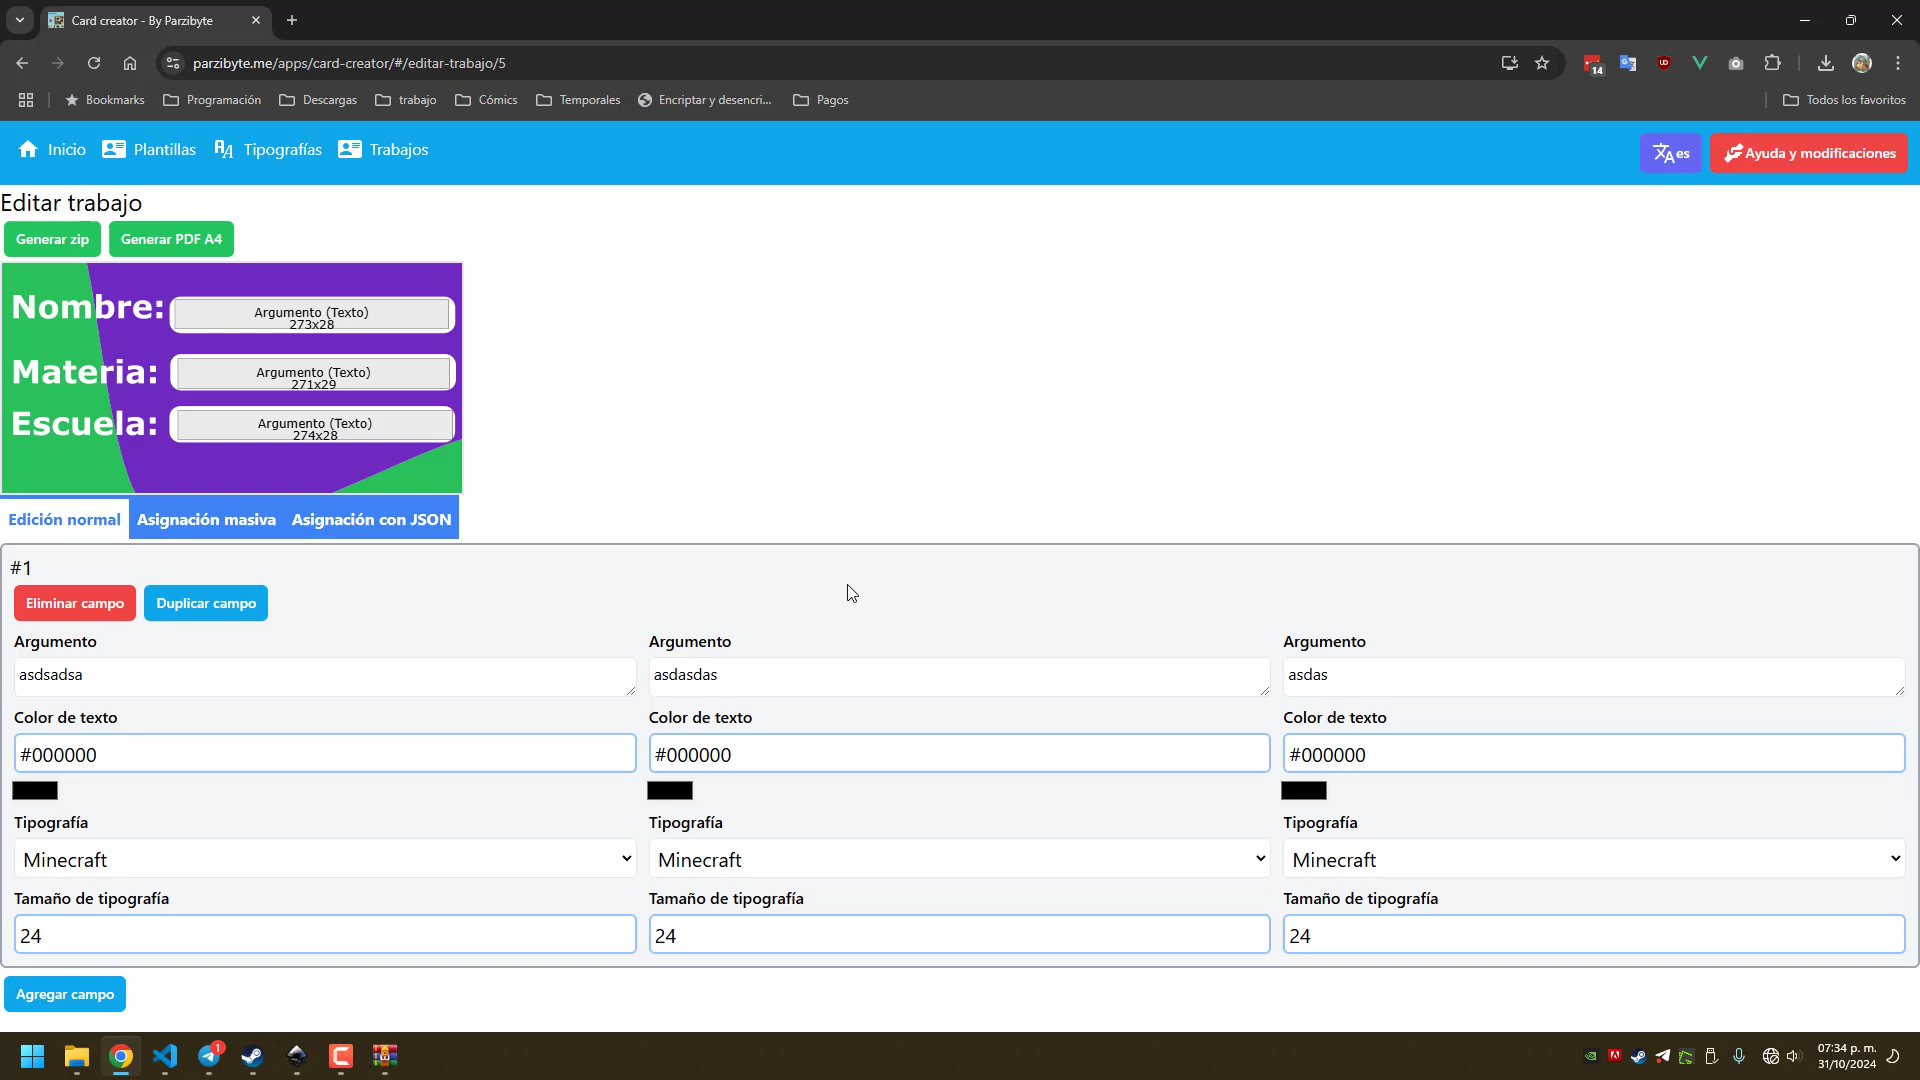 Card creator - By Parzibyte
parzibyte.me/apps/card-creator/#/editar-trabajo/5
14
Bookmarks Programación Descargas trabajo Cómics Temporales Encriptar y desencri... Pagos Todos los favoritos
Inicio Plantillas Tipografías Trabajos es Ayuda y modificaciones
Editar trabajo
Generar zip Generar PDF A4
Nombre: Argumento (Texto)
273x28
Materia: Argumento (Texto)
271x29
Escuela: Argumento (Texto)
274x28
Edición normal Asignación masiva Asignación con JSON
#1
Eliminar campo Duplicar campo
Argumento Argumento Argumento
asdsadsa asdasdas asdas
Color de texto Color de texto Color de texto
#000000 #000000 #000000
Tipografía Tipografía Tipografía
Minecraft Minecraft Minecraft
Tamaño de tipografía Tamaño de tipografía Tamaño de tipografía
24 24 24
Agregar campo
1
07:34 p. m.
31/10/2024